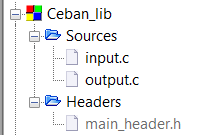 Ceban_lib
Sources
input.c
output.c
Headers
main_header.h